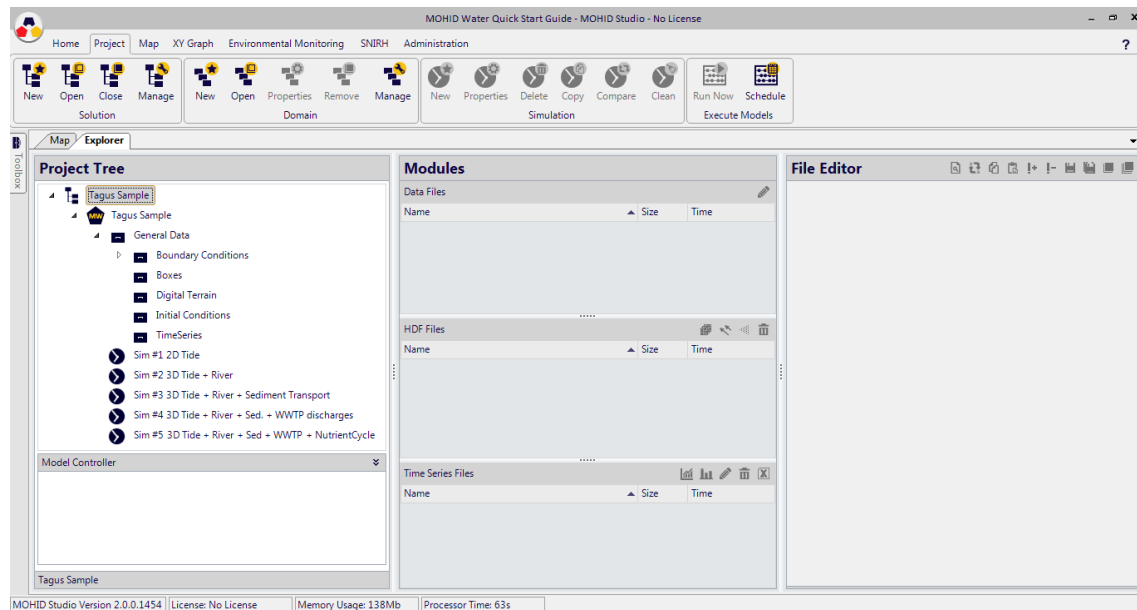 MOHID Water Quick Start Guide - MOHID Studio - No License
Home Project Map XY Graph Environmental Monitoring SNIRH Administration ?
New Open Close Manage New Open Properties Remove Manage New Properties Delete Copy Compare Clean Run Now Schedule
Solution Domain Simulation Execute Models
Map Explorer
Toolbox
Project Tree
Tagus Sample
MW Tagus Sample
General Data
Boundary Conditions
Boxes
Digital Terrain
Initial Conditions
TimeSeries
Sim #1 2D Tide
Sim #2 3D Tide + River
Sim #3 3D Tide + River + Sediment Transport
Sim #4 3D Tide + River + Sed. + WWTP discharges
Sim #5 3D Tide + River + Sed + WWTP + NutrientCycle
Model Controller
Tagus Sample
Modules
Data Files
Name Size Time
HDF Files
Name Size Time
Time Series Files
Name Size Time
File Editor
MOHID Studio Version 2.0.0.1454 License: No License Memory Usage: 138Mb Processor Time: 63s